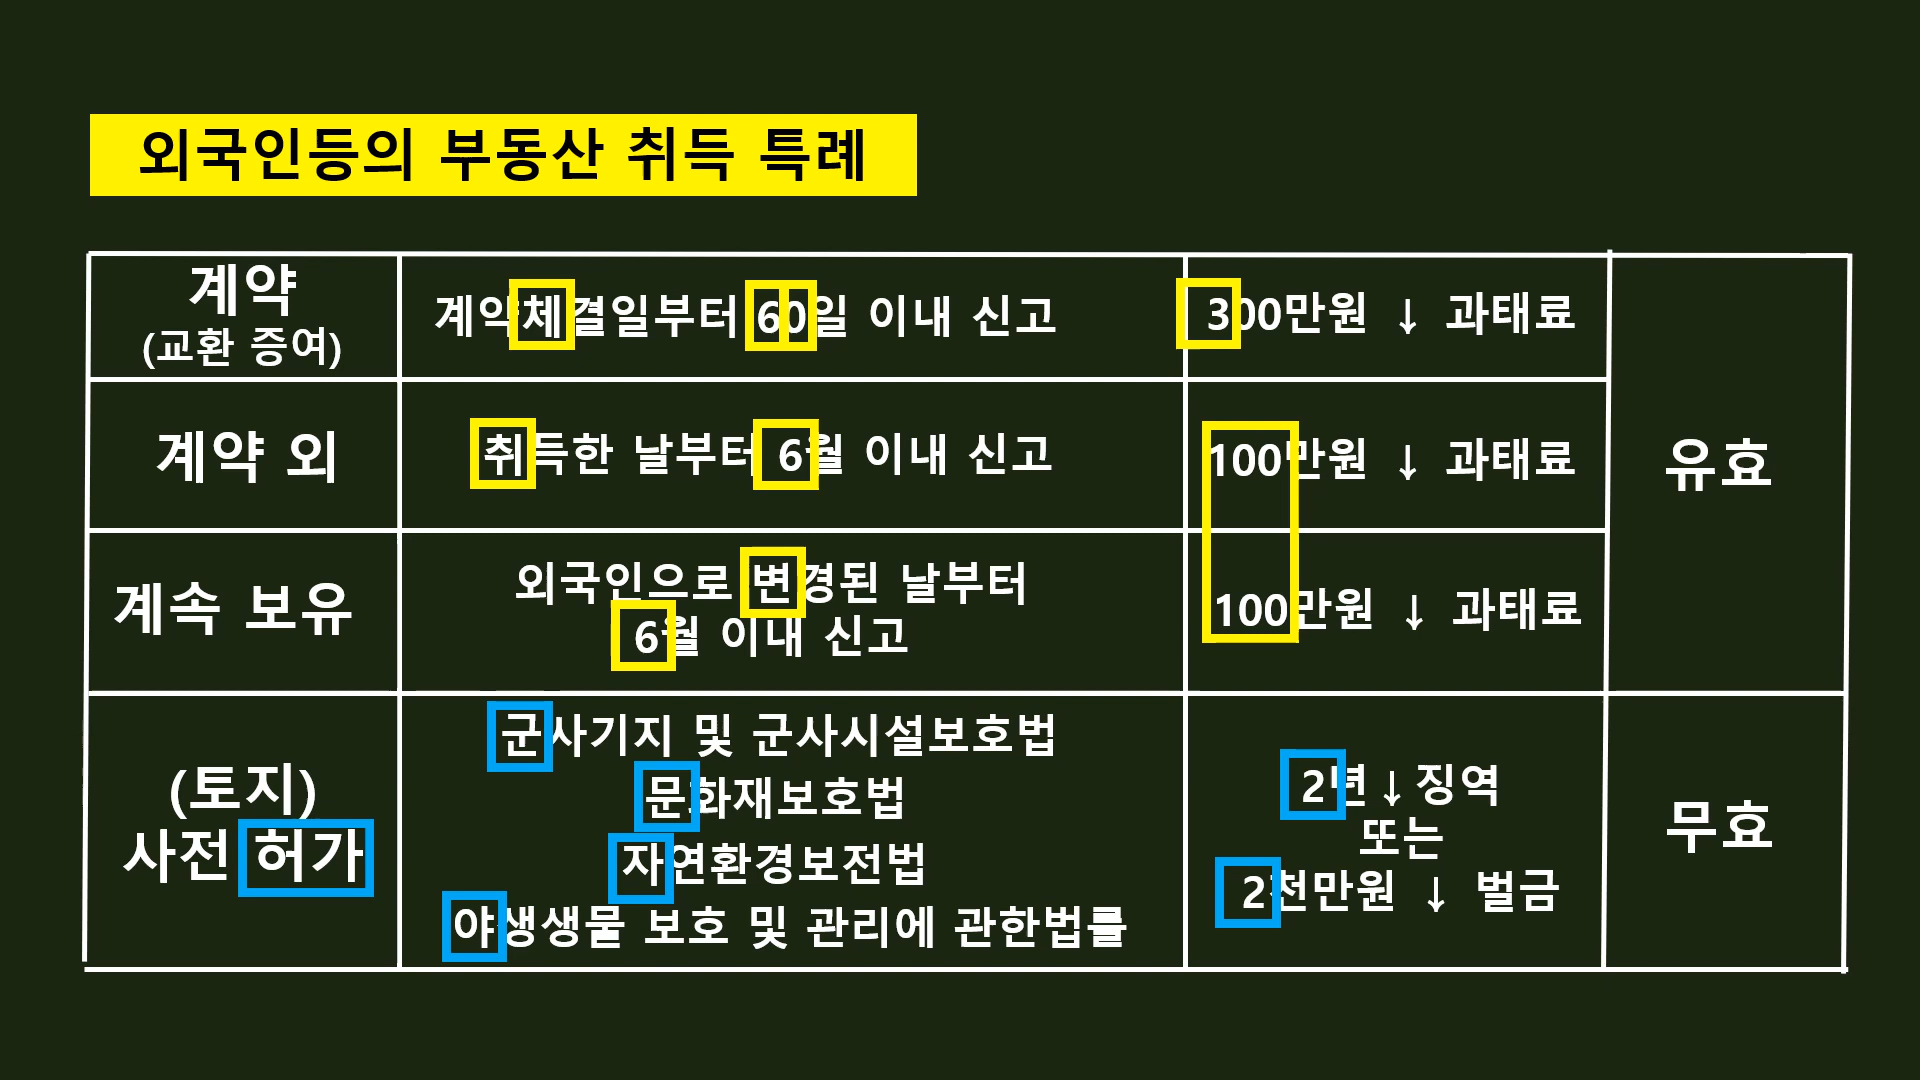 외국인등의 부동산 취득 특례
계약
(교환 증여)
계약체결일부터 60일 이내 신고
300만원 ↓ 과태료
계약 외
취득한 날부터 6월 이내 신고
100만원 ↓ 과태료
유효
계속 보유
외국인으로 변경된 날부터
6월 이내 신고
100만원 ↓ 과태료
(토지)
사전 허가
군사기지 및 군사시설보호법
문화재보호법
자연환경보전법
야생생물 보호 및 관리에 관한법률
2년↓징역
또는
2천만원 ↓ 벌금
무효